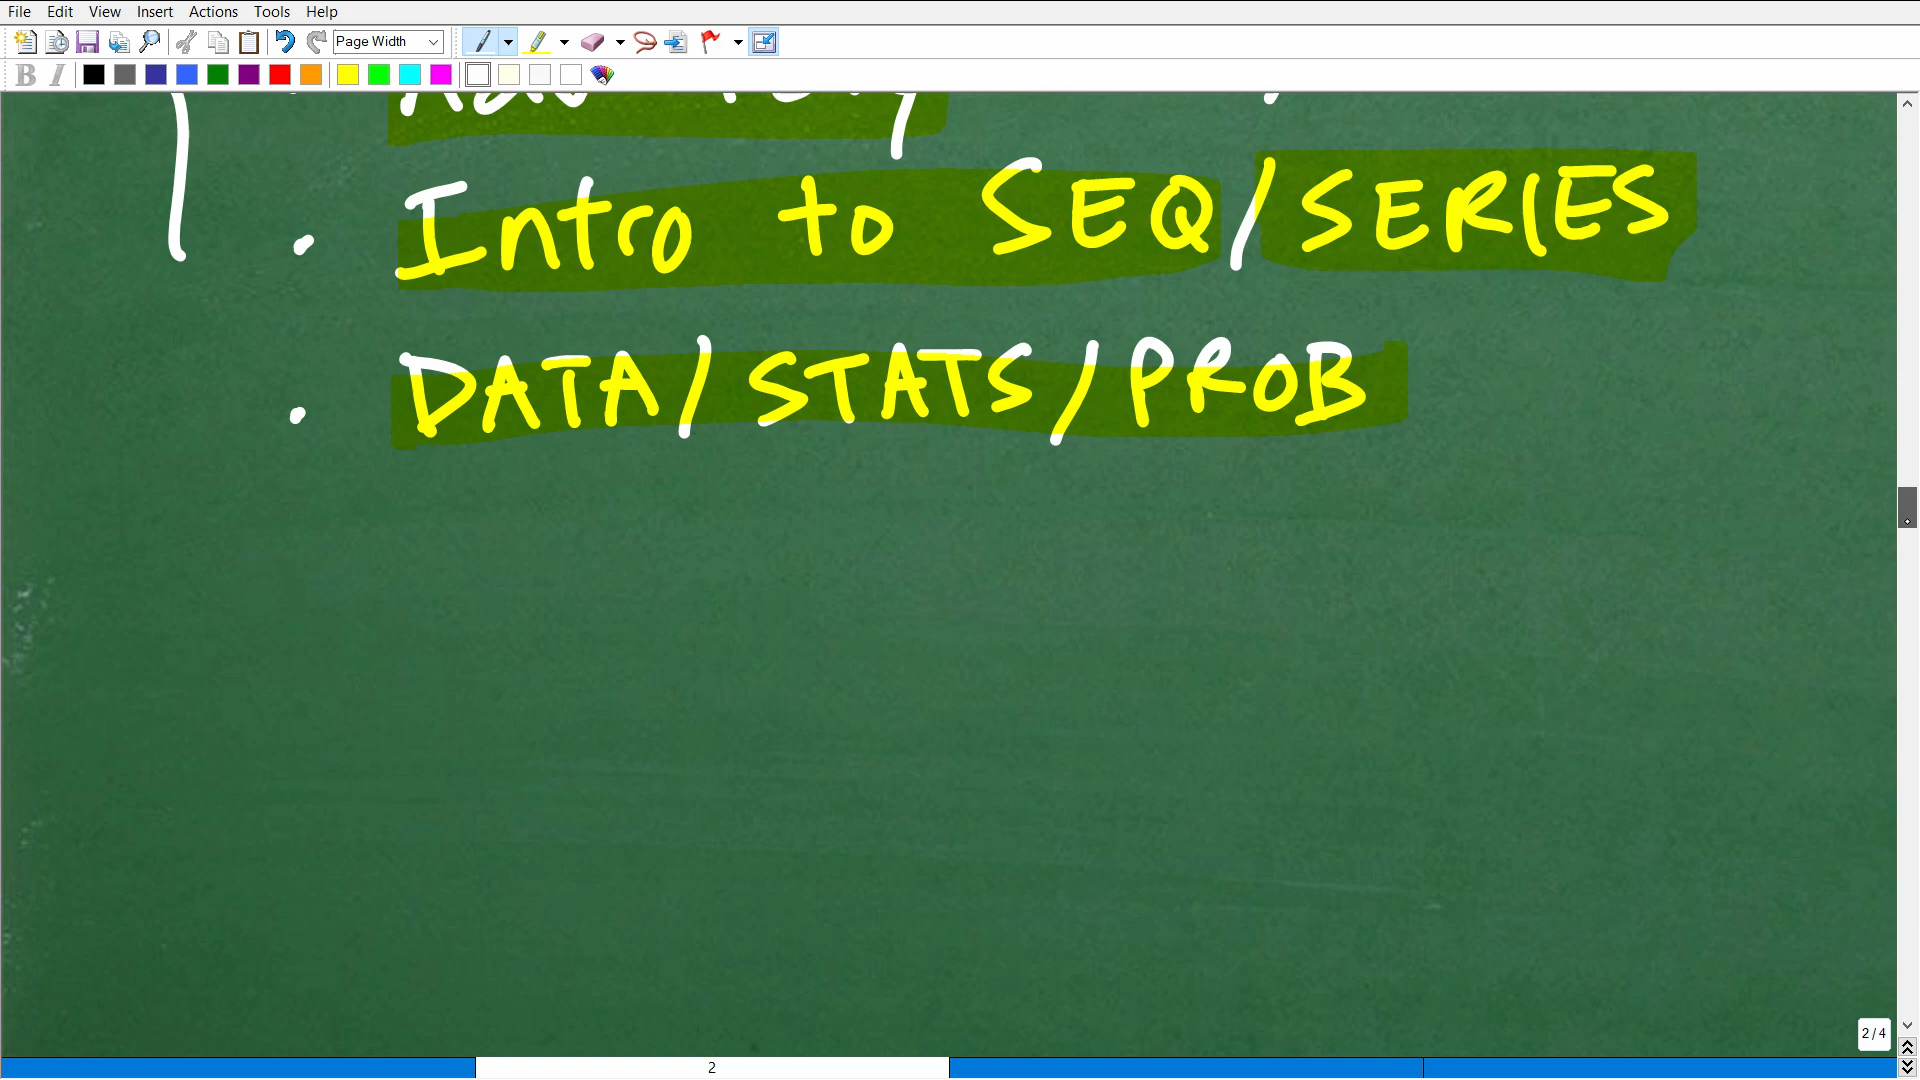 File Edit View Insert Actions Tools Help
Page Width
B I
• Intro to SEQ/SERIES
• DATA/STATS/PROB
2 / 4
2